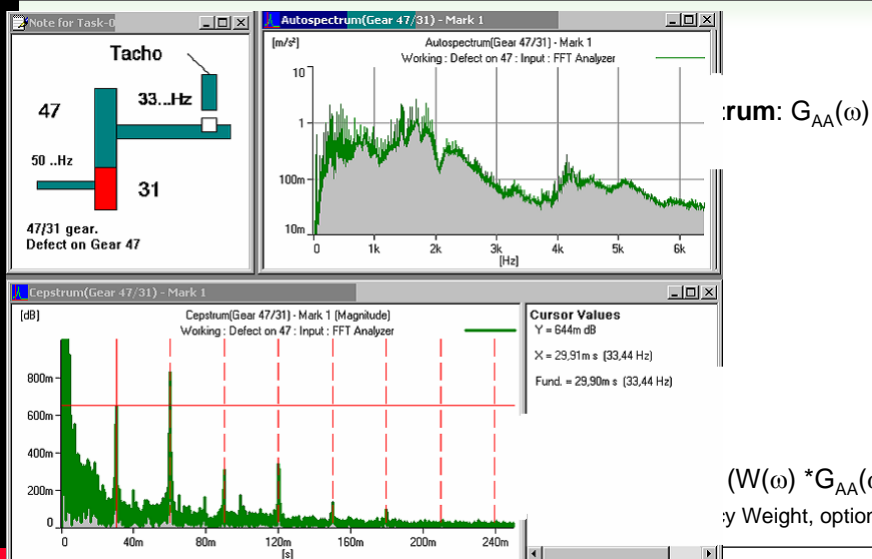 Note for Task-0
Tacho
47
33...Hz
50 ..Hz
31
47/31 gear.
Defect on Gear 47
Autospectrum(Gear 47/31) - Mark 1
[m/s²]
Autospectrum(Gear 47/31) - Mark 1
Working : Defect on 47 : Input : FFT Analyzer
10
1
100m
10m
0 1k 2k 3k 4k 5k 6k
[Hz]
trum: G_AA(ω)
Cepstrum(Gear 47/31) - Mark 1
[dB]
Cepstrum(Gear 47/31) - Mark 1 (Magnitude)
Working : Defect on 47 : Input : FFT Analyzer
800m
600m
400m
200m
0
0 40m 80m 120m 160m 200m 240m
[s]
Cursor Values
Y = 644m dB
X = 29,91m s (33,44 Hz)
Fund. = 29,90m s (33,44 Hz)
(W(ω) *G_AA(ω
cy Weight, option